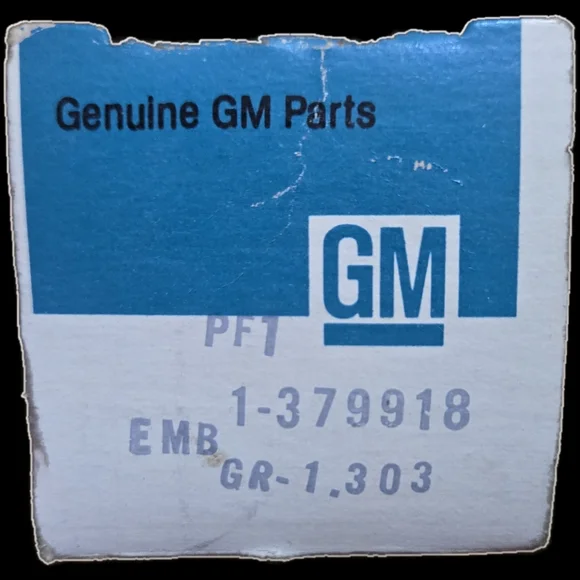 Genuine GM Parts
GM
PF1
1-379918
EMB
GR-1.303